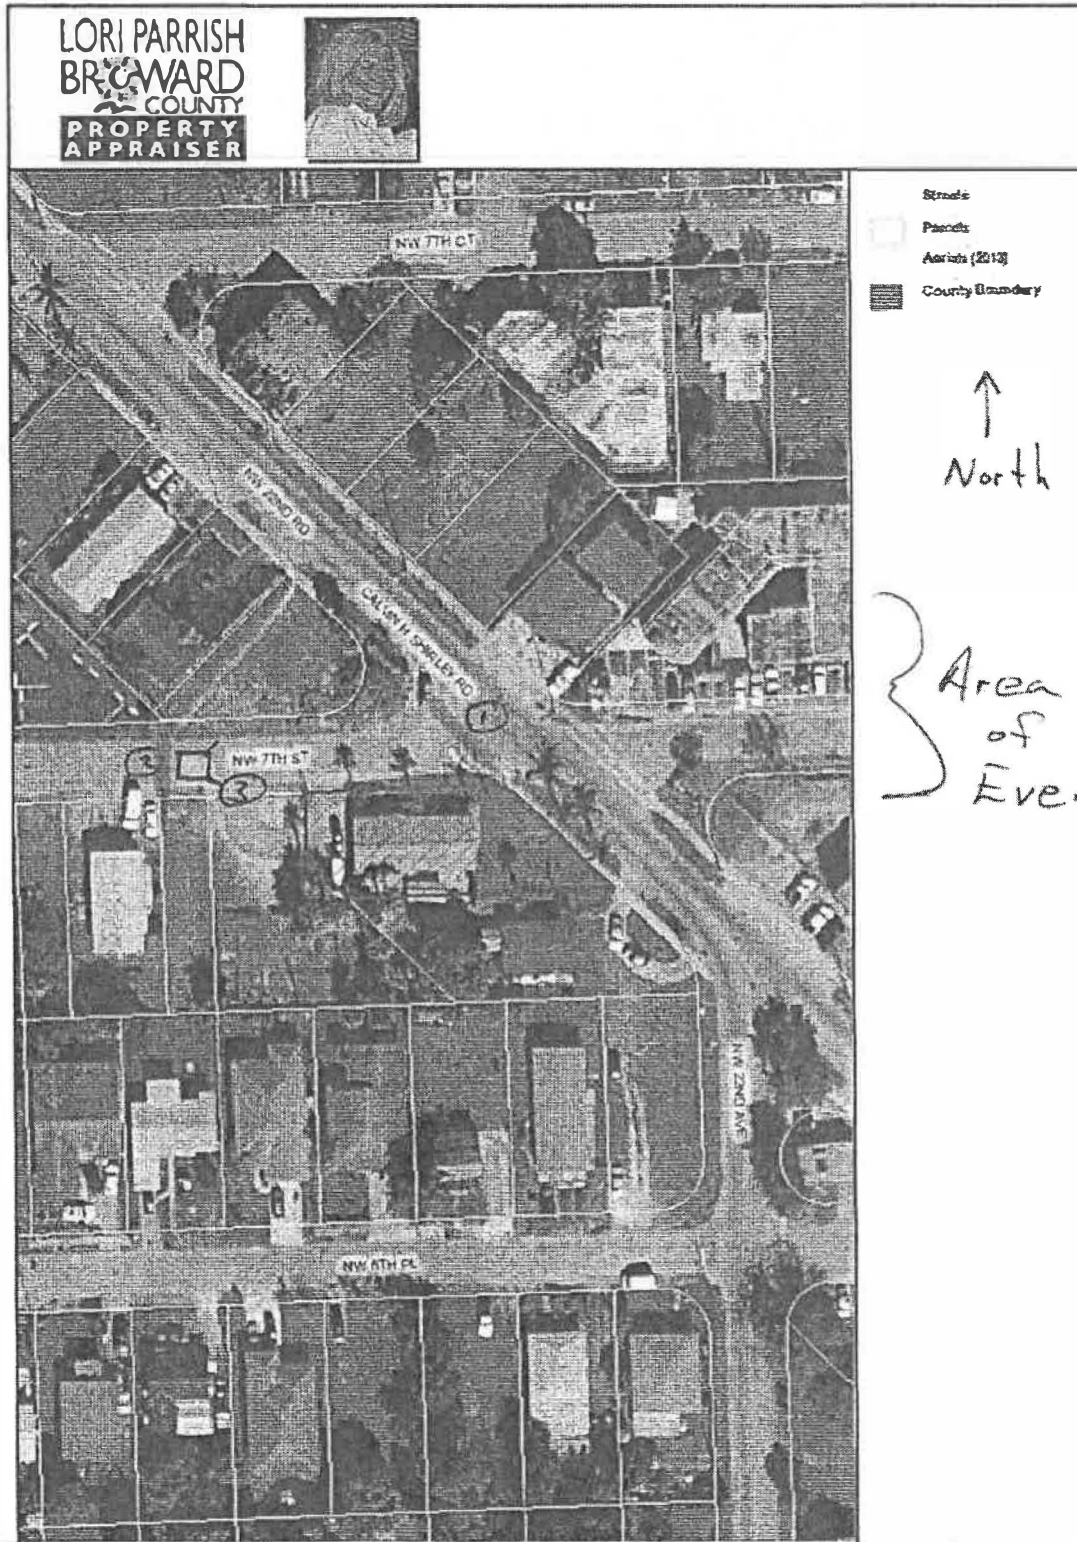 LORI PARRISH
BROWARD
COUNTY
PROPERTY
APPRAISER
Streets
Parcels
Aerials (2013)
County Boundary
North
NW 7TH CT
NW 22ND RD
CALVIN H. SHIRLEY RD
1
Area
of
Eve
2
NW 7TH ST
3
NW 22ND AVE
NW 6TH PL